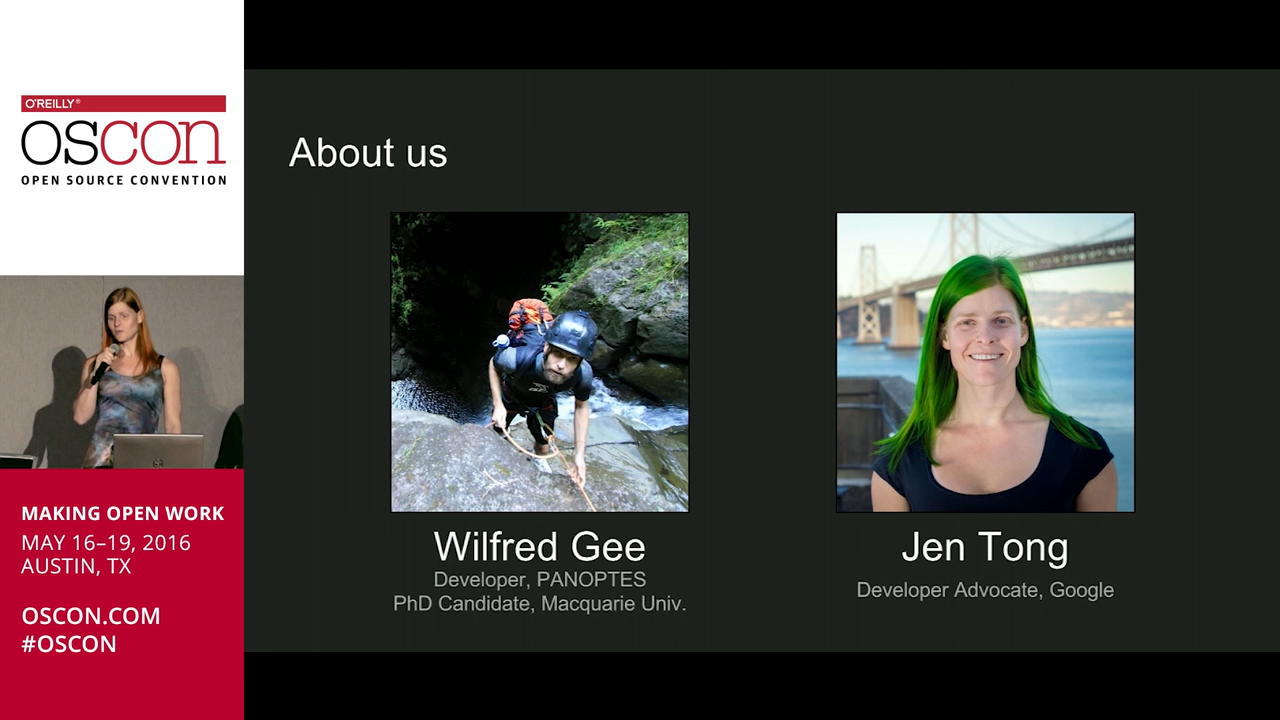 O'REILLY®
OSCON
OPEN SOURCE CONVENTION
MAKING OPEN WORK
MAY 16–19, 2016
AUSTIN, TX
OSCON.COM
#OSCON
About us
Wilfred Gee
Developer, PANOPTES
PhD Candidate, Macquarie Univ.
Jen Tong
Developer Advocate, Google